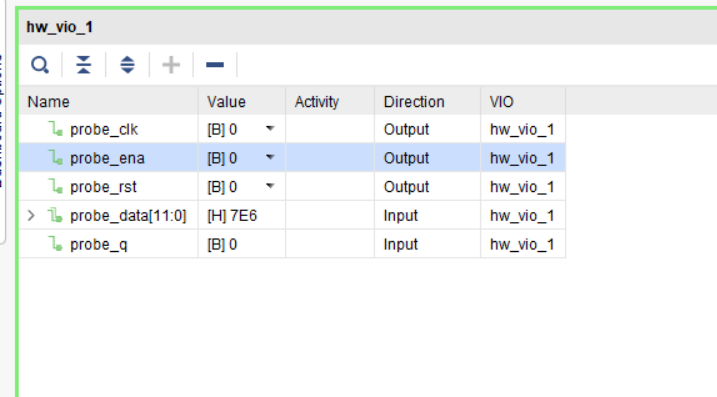 hw_vio_1
Name Value Activity Direction VIO
probe_clk [B] 0 Output hw_vio_1
probe_ena [B] 0 Output hw_vio_1
probe_rst [B] 0 Output hw_vio_1
probe_data[11:0] [H] 7E6 Input hw_vio_1
probe_q [B] 0 Input hw_vio_1